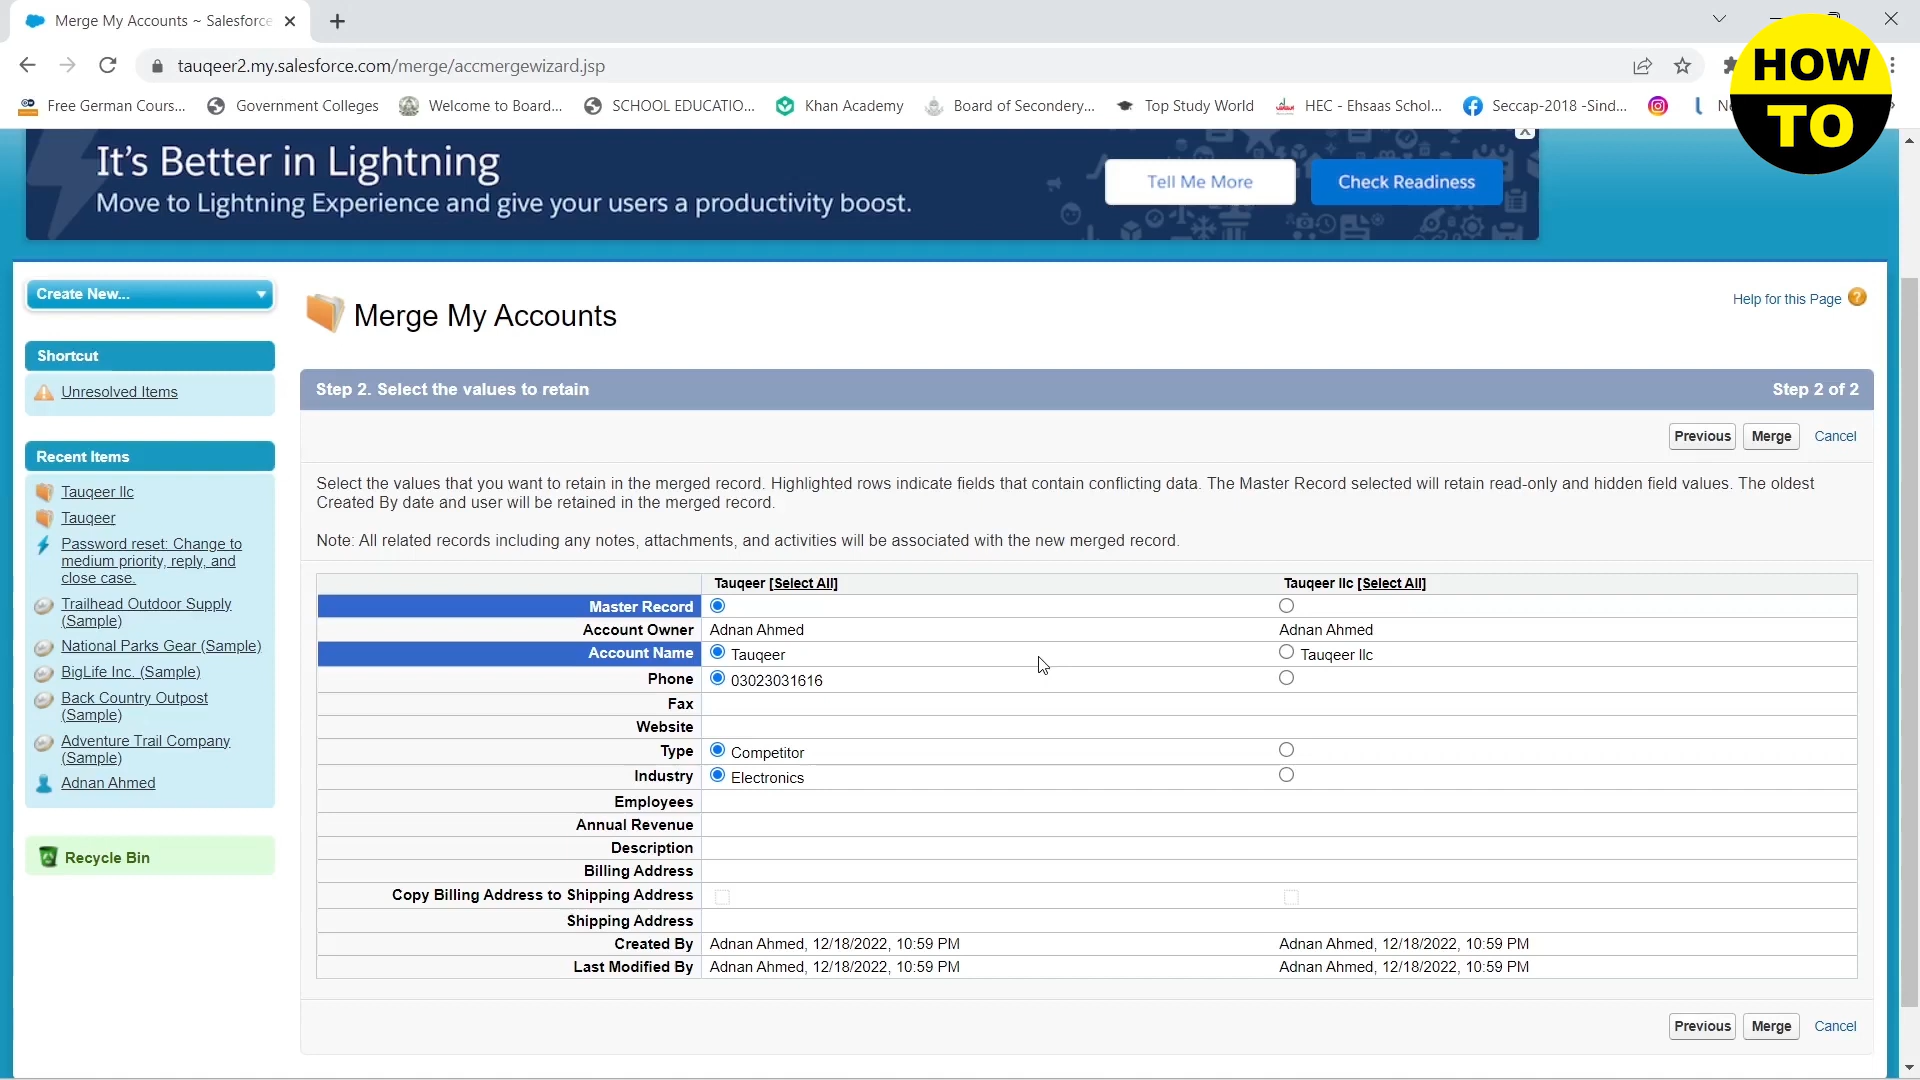 Merge My Accounts ~ Salesforce
HOW
TO
tauqeer2.my.salesforce.com/merge/accmergewizard.jsp
Free German Cours...
Government Colleges
Welcome to Board...
SCHOOL EDUCATIO...
Khan Academy
Board of Secondery...
Top Study World
HEC - Ehsaas Schol...
Seccap-2018 -Sind...
It's Better in Lightning
Move to Lightning Experience and give your users a productivity boost.
Tell Me More
Check Readiness
X
Create New...
Shortcut
Unresolved Items
Recent Items
Tauqeer llc
Tauqeer
Password reset: Change to
medium priority, reply, and
close case.
Trailhead Outdoor Supply
(Sample)
National Parks Gear (Sample)
BigLife Inc. (Sample)
Back Country Outpost
(Sample)
Adventure Trail Company
(Sample)
Adnan Ahmed
Recycle Bin
Merge My Accounts
Help for this Page ?
Step 2. Select the values to retain
Step 2 of 2
Previous Merge Cancel
Select the values that you want to retain in the merged record. Highlighted rows indicate fields that contain conflicting data. The Master Record selected will retain read-only and hidden field values. The oldest
Created By date and user will be retained in the merged record.
Note: All related records including any notes, attachments, and activities will be associated with the new merged record.
Tauqeer [Select All] Tauqeer llc [Select All]
Master Record
Account Owner Adnan Ahmed Adnan Ahmed
Account Name Tauqeer Tauqeer llc
Phone 03023031616
Fax
Website
Type Competitor
Industry Electronics
Employees
Annual Revenue
Description
Billing Address
Copy Billing Address to Shipping Address
Shipping Address
Created By Adnan Ahmed, 12/18/2022, 10:59 PM Adnan Ahmed, 12/18/2022, 10:59 PM
Last Modified By Adnan Ahmed, 12/18/2022, 10:59 PM Adnan Ahmed, 12/18/2022, 10:59 PM
Previous Merge Cancel